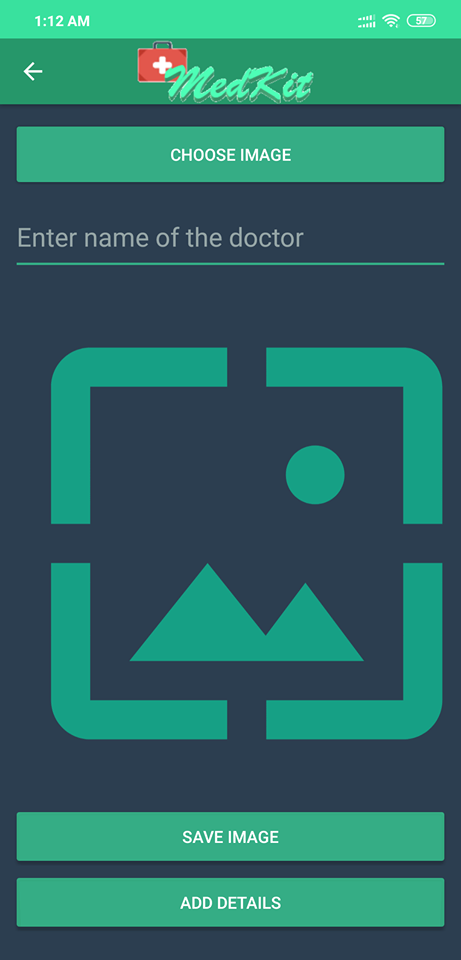 1:12 AM
57
MedKit
CHOOSE IMAGE
Enter name of the doctor
SAVE IMAGE
ADD DETAILS